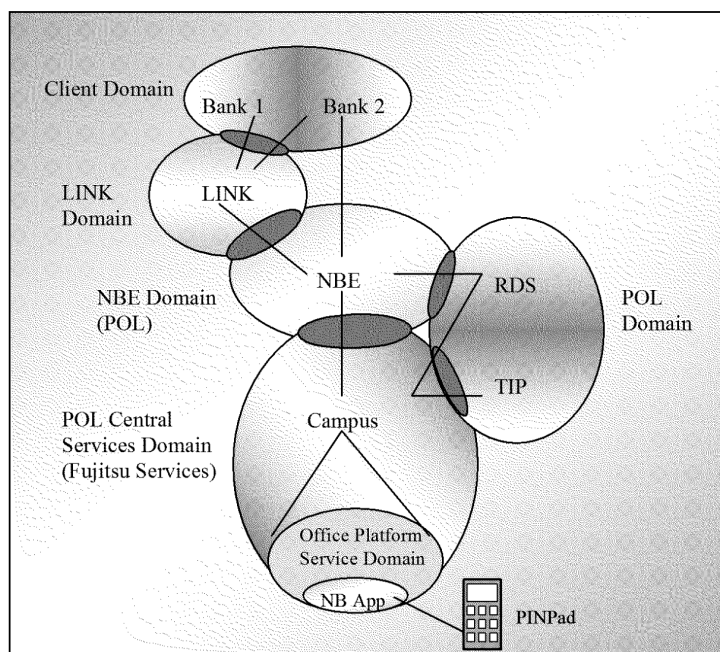 Client Domain
Bank 1
Bank 2
LINK
Domain
LINK
NBE Domain
(POL)
NBE
RDS
POL
Domain
TIP
POL Central
Services Domain
(Fujitsu Services)
Campus
Office Platform
Service Domain
NB App
PINPad